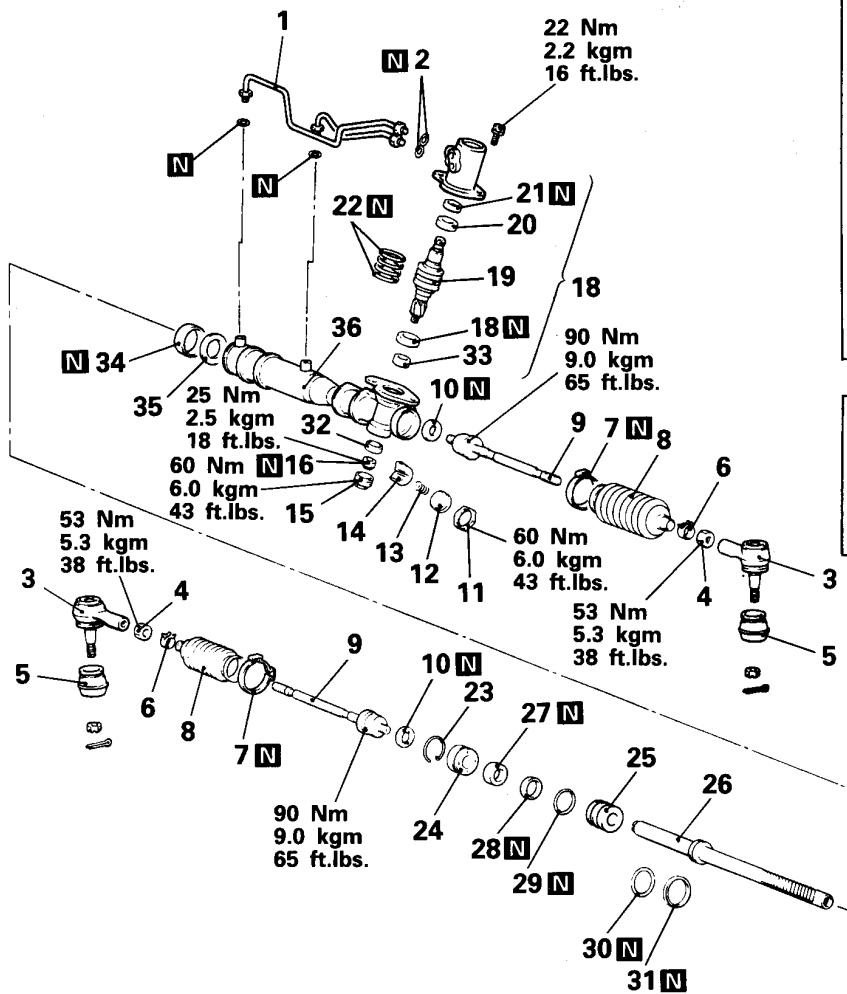 1
N 2
22 Nm
2.2 kgm
16 ft.lbs.
N
N
21 N
20
22 N
19
18
18 N
33
36
N 34
35
25 Nm
2.5 kgm
18 ft.lbs.
32
N 16
60 Nm
6.0 kgm
43 ft.lbs.
15
14
13
12
11
60 Nm
6.0 kgm
43 ft.lbs.
10 N
90 Nm
9.0 kgm
65 ft.lbs.
9
7 N
8
6
4
3
53 Nm
5.3 kgm
38 ft.lbs.
5
53 Nm
5.3 kgm
38 ft.lbs.
3
4
5
6
8
7 N
9
10 N
23
90 Nm
9.0 kgm
65 ft.lbs.
24
27 N
28 N
29 N
25
26
30 N
31 N